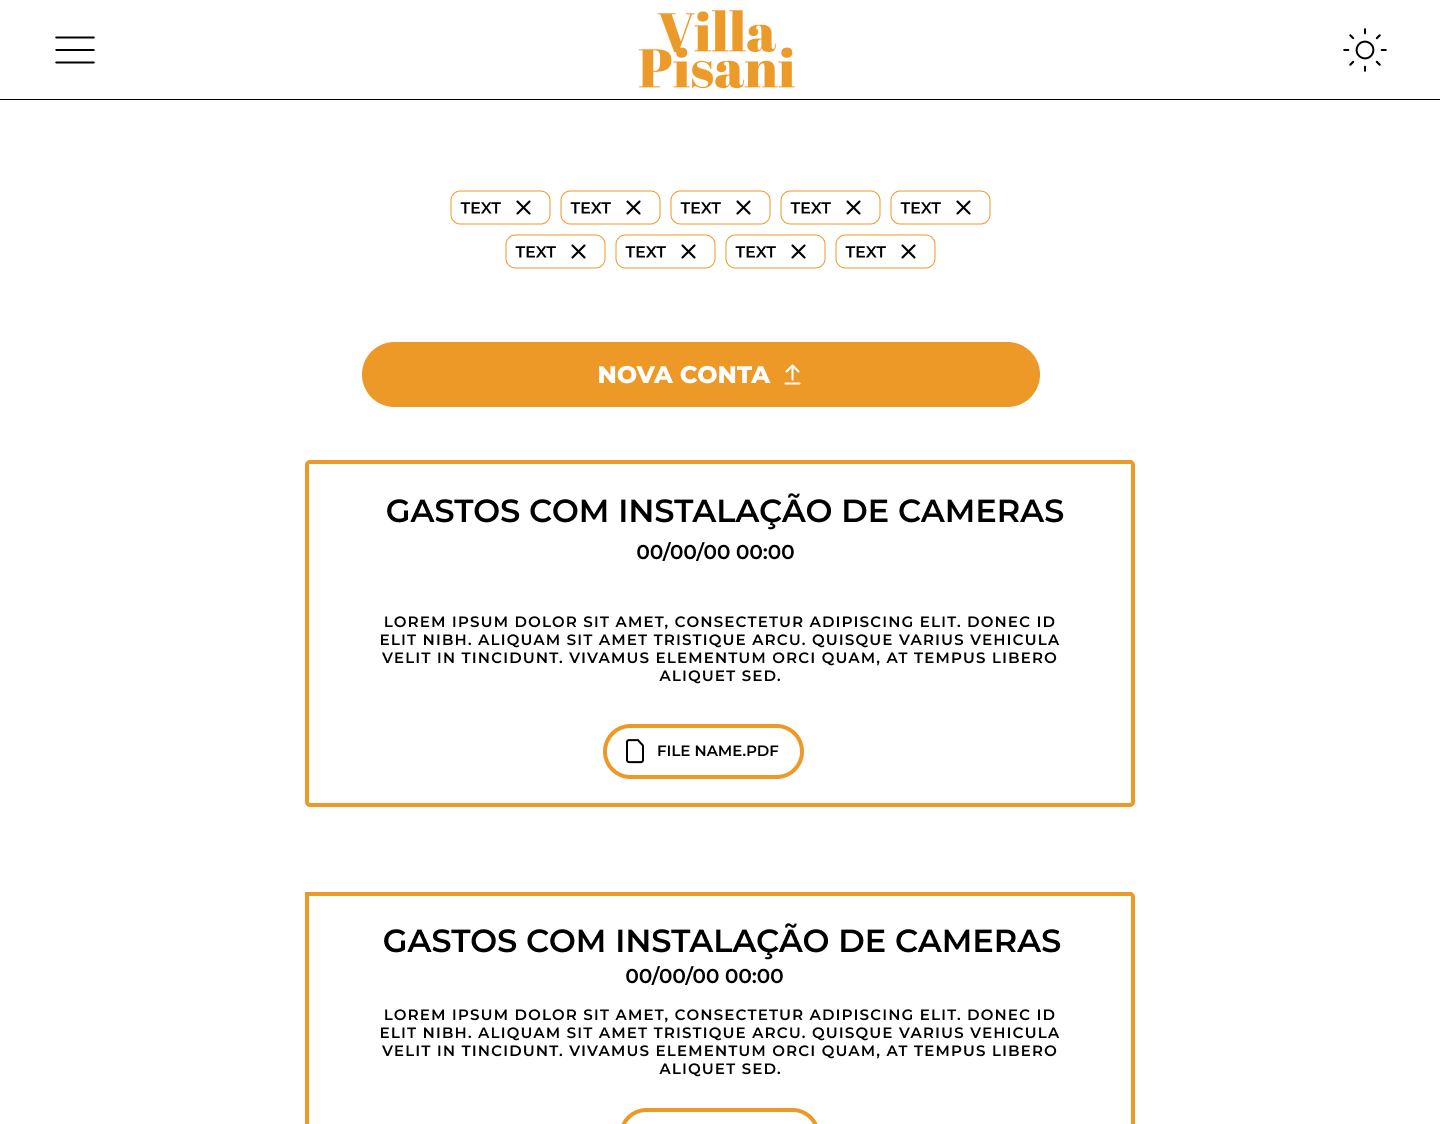 Villa
Pisani
TEXT TEXT TEXT TEXT TEXT
TEXT TEXT TEXT TEXT
NOVA CONTA
GASTOS COM INSTALAÇÃO DE CAMERAS
00/00/00 00:00
LOREM IPSUM DOLOR SIT AMET, CONSECTETUR ADIPISCING ELIT. DONEC ID
ELIT NIBH. ALIQUAM SIT AMET TRISTIQUE ARCU. QUISQUE VARIUS VEHICULA
VELIT IN TINCIDUNT. VIVAMUS ELEMENTUM ORCI QUAM, AT TEMPUS LIBERO
ALIQUET SED.
FILE NAME.PDF
GASTOS COM INSTALAÇÃO DE CAMERAS
00/00/00 00:00
LOREM IPSUM DOLOR SIT AMET, CONSECTETUR ADIPISCING ELIT. DONEC ID
ELIT NIBH. ALIQUAM SIT AMET TRISTIQUE ARCU. QUISQUE VARIUS VEHICULA
VELIT IN TINCIDUNT. VIVAMUS ELEMENTUM ORCI QUAM, AT TEMPUS LIBERO
ALIQUET SED.